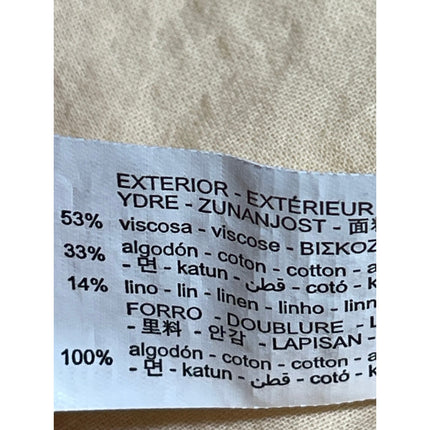 EXTERIOR - EXTÉRIEUR
YDRE - ZUNANJOST - 面料
53% viscosa - viscose - ΒΙΣΚΟΖ
33% algodón - coton - cotton - a
- 면 - katun - قطن - cotó - k
14% lino - lin - linen - linho - linn
FORRO - DOUBLURE - L
- 里料 - 안감 - LAPISAN -
100% algodón - coton - cotton - a
- 면 - katun - قطن - cotó - k